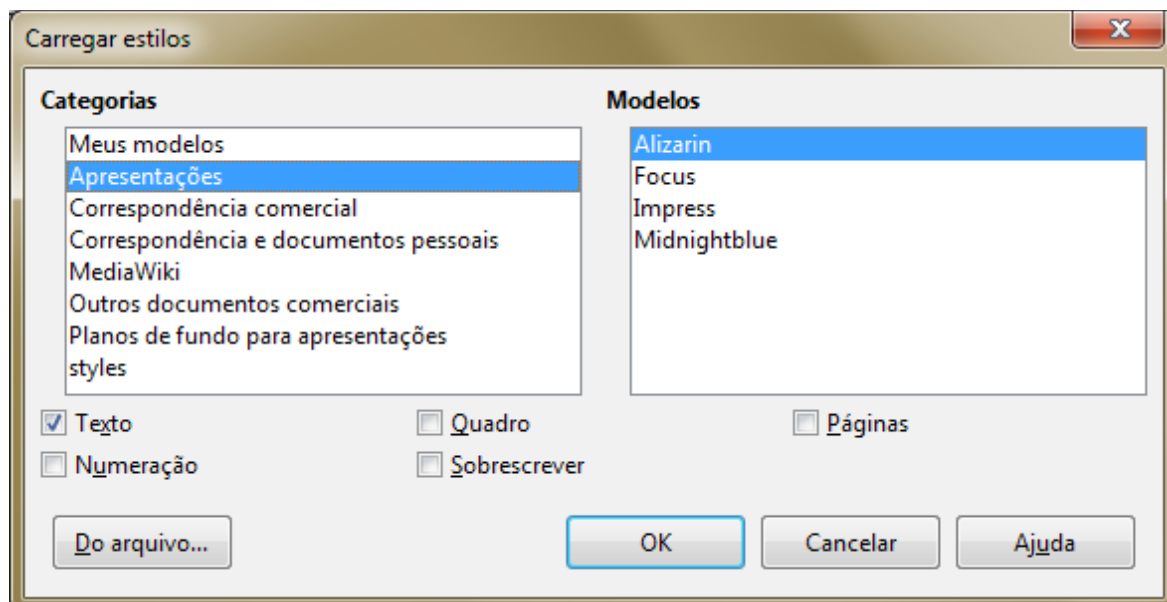 Carregar estilos
Categorias
Meus modelos
Apresentações
Correspondência comercial
Correspondência e documentos pessoais
MediaWiki
Outros documentos comerciais
Planos de fundo para apresentações
styles
Modelos
Alizarin
Focus
Impress
Midnightblue
Texto
Quadro
Páginas
Numeração
Sobrescrever
Do arquivo...
OK
Cancelar
Ajuda